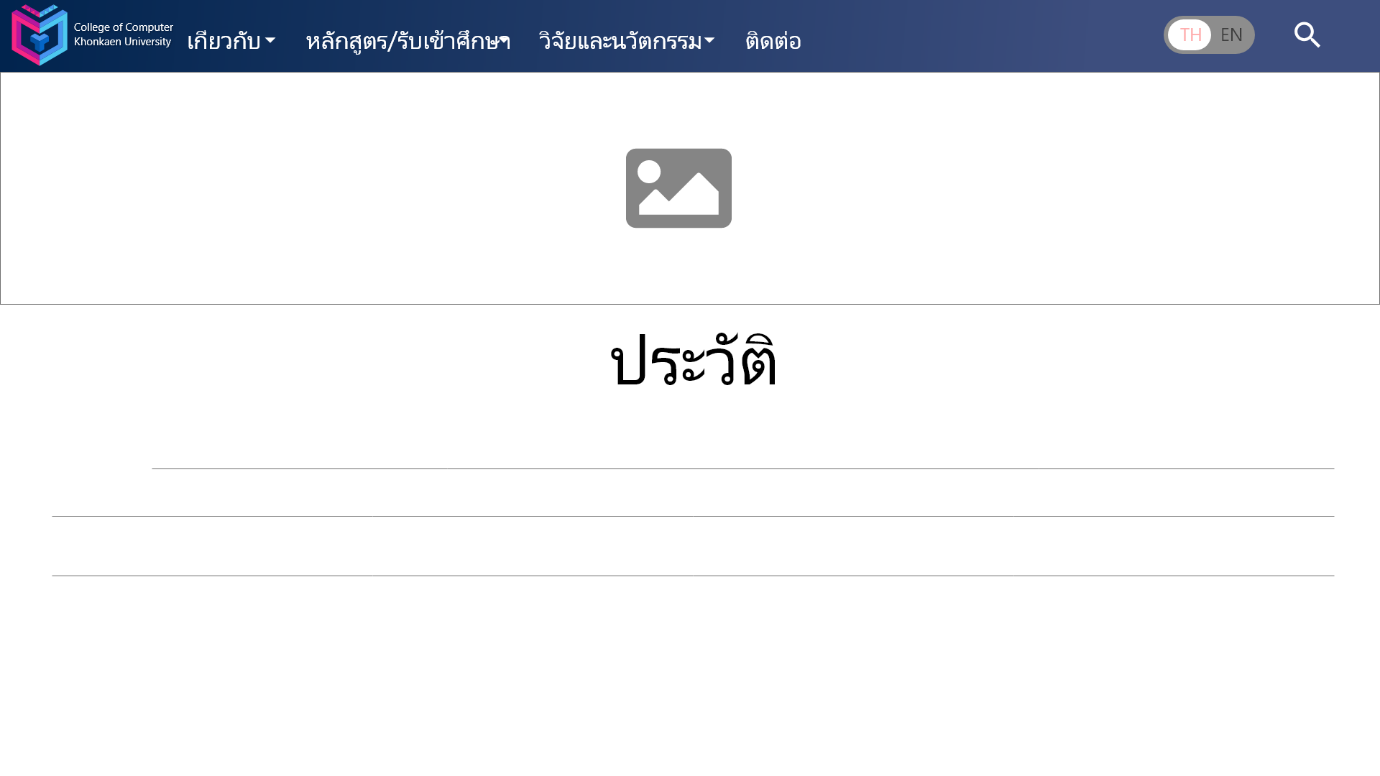 College of Computer
Khonkaen University
เกี่ยวกับ
หลักสูตร/รับเข้าศึกษา
วิจัยและนวัตกรรม
ติดต่อ
TH EN
ประวัติ